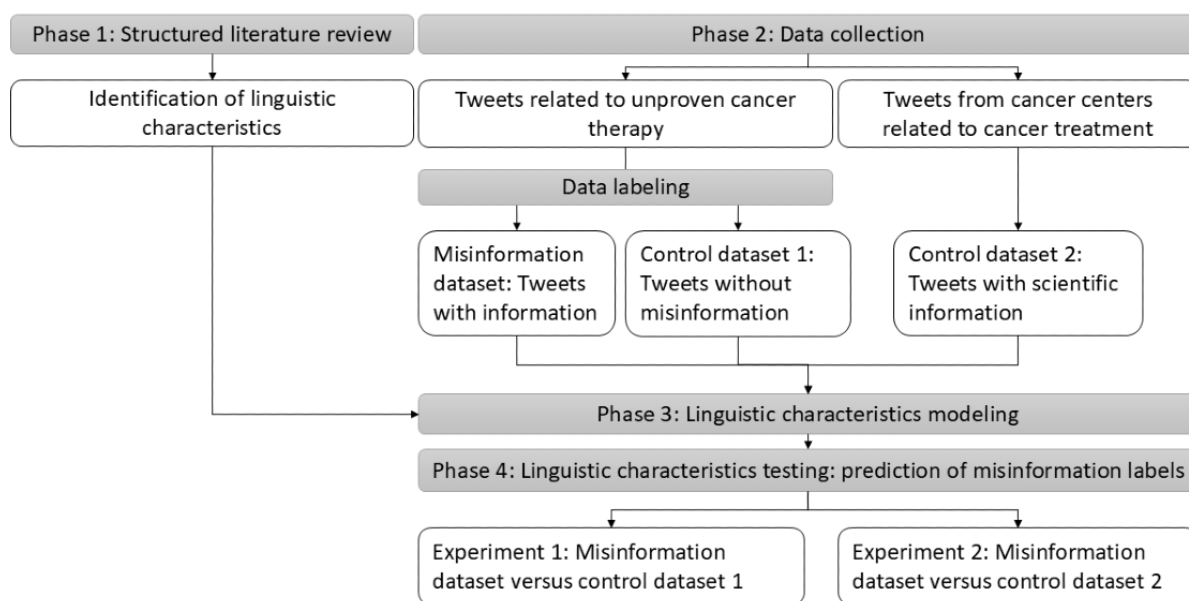 Phase 1: Structured literature review
Phase 2: Data collection
Identification of linguistic
characteristics
Tweets related to unproven cancer
therapy
Tweets from cancer centers
related to cancer treatment
Data labeling
Misinformation
dataset: Tweets
with information
Control dataset 1:
Tweets without
misinformation
Control dataset 2:
Tweets with scientific
information
Phase 3: Linguistic characteristics modeling
Phase 4: Linguistic characteristics testing: prediction of misinformation labels
Experiment 1: Misinformation
dataset versus control dataset 1
Experiment 2: Misinformation
dataset versus control dataset 2